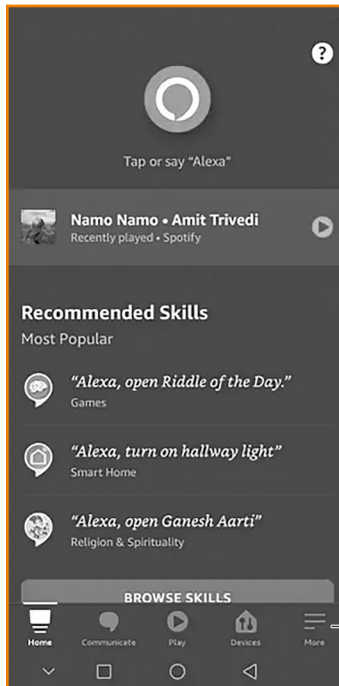 ?
Tap or say “Alexa”
Namo Namo • Amit Trivedi
Recently played • Spotify
Recommended Skills
Most Popular
“Alexa, open Riddle of the Day.”
Games
“Alexa, turn on hallway light”
Smart Home
“Alexa, open Ganesh Aarti”
Religion & Spirituality
BROWSE SKILLS
Home Communicate Play Devices More